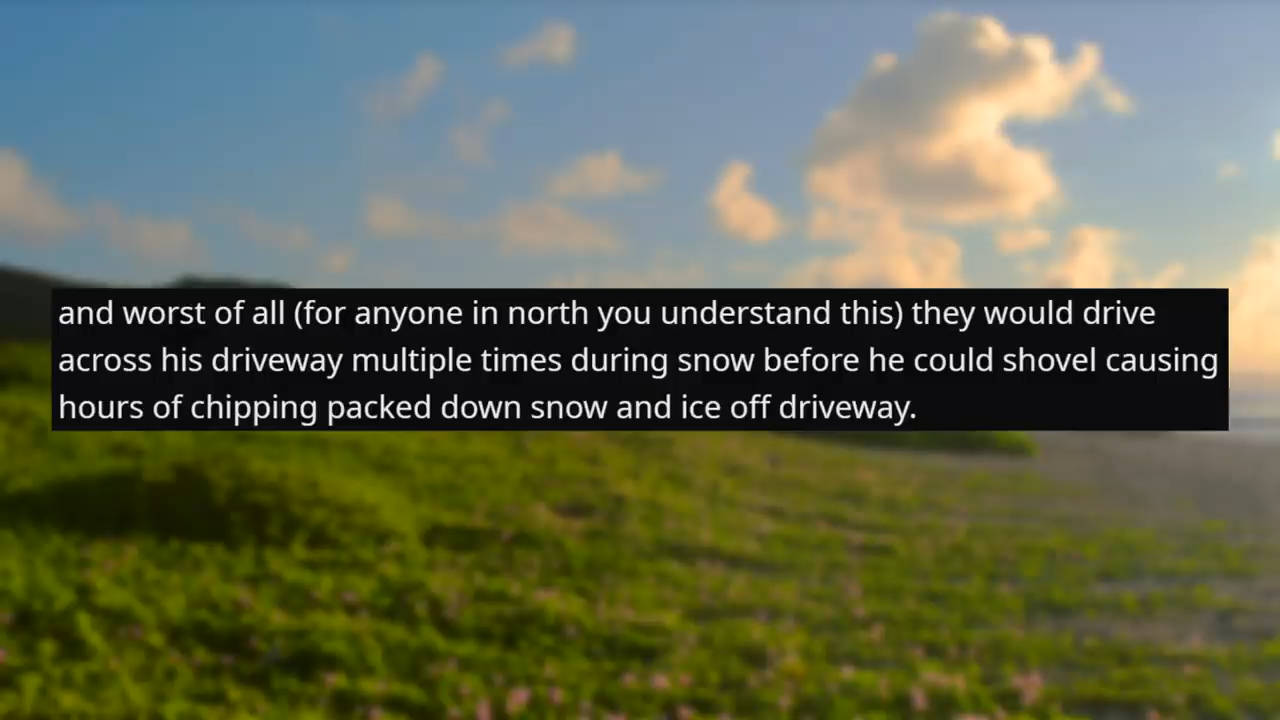 and worst of all (for anyone in north you understand this) they would drive
across his driveway multiple times during snow before he could shovel causing
hours of chipping packed down snow and ice off driveway.